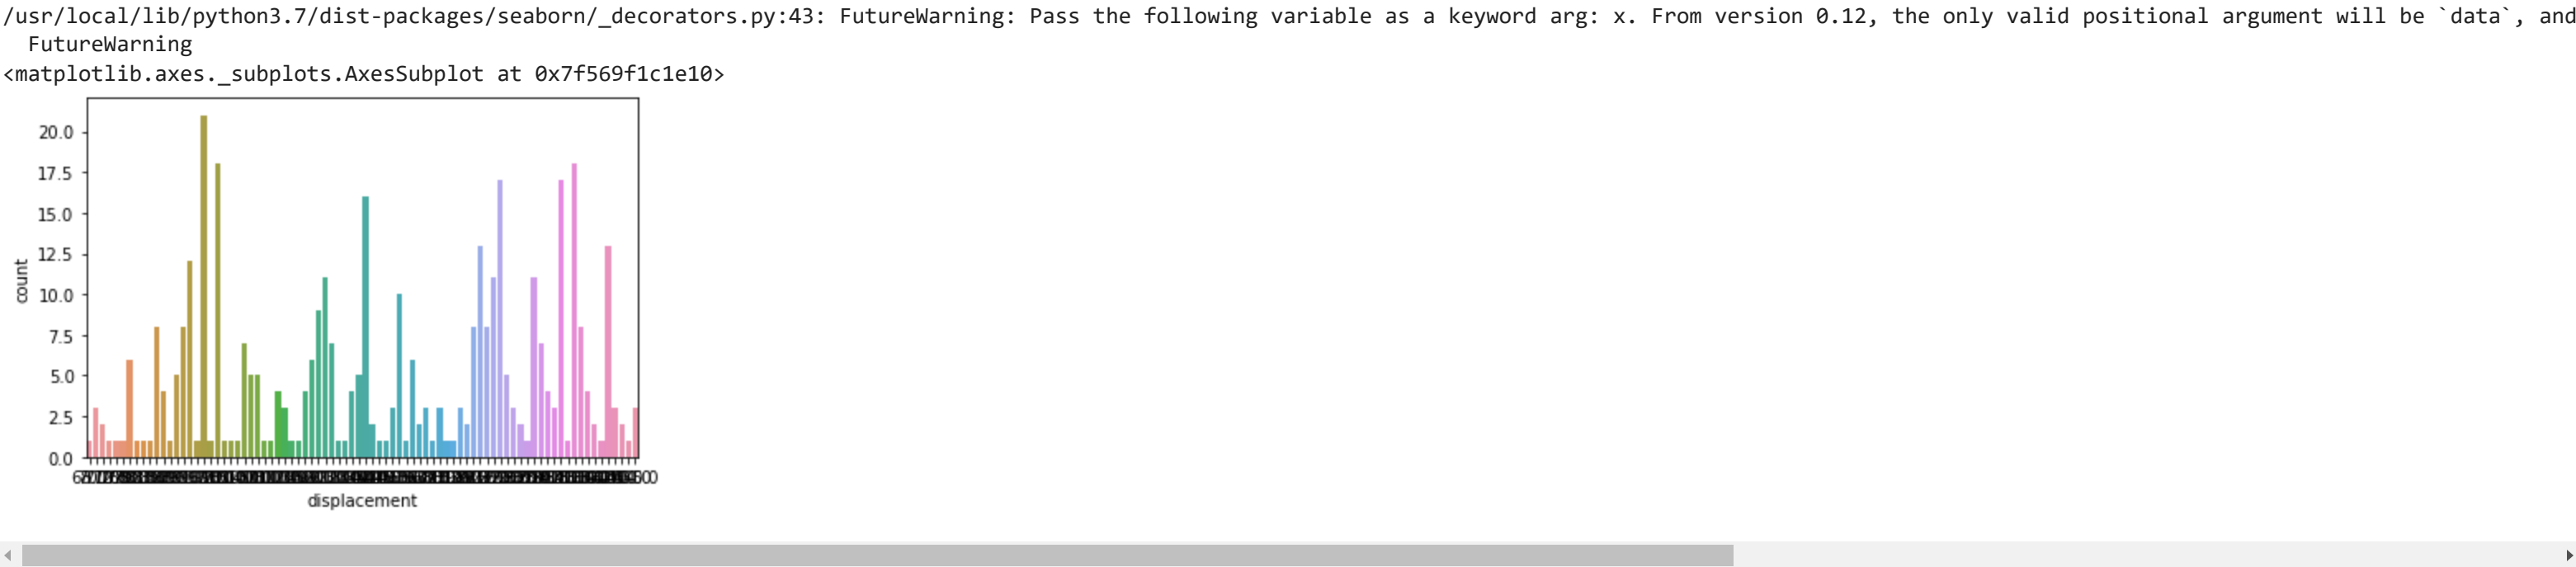 /usr/local/lib/python3.7/dist-packages/seaborn/_decorators.py:43: FutureWarning: Pass the following variable as a keyword arg: x. From version 0.12, the only valid positional argument will be `data`, and
FutureWarning
<matplotlib.axes._subplots.AxesSubplot at 0x7f569f1c1e10>
20.0
17.5
15.0
12.5
10.0
7.5
5.0
2.5
0.0
count
displacement